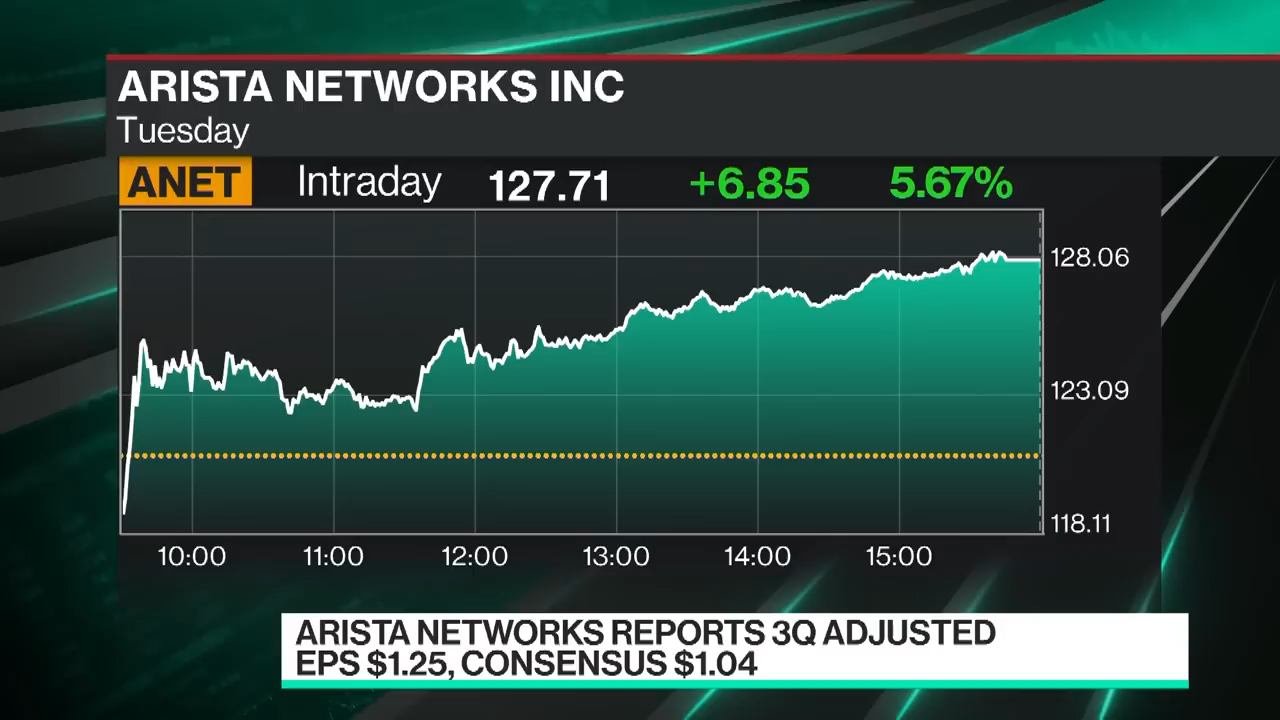 ARISTA NETWORKS INC
Tuesday
ANET Intraday 127.71 +6.85 5.67%
128.06
123.09
118.11
10:00 11:00 12:00 13:00 14:00 15:00
ARISTA NETWORKS REPORTS 3Q ADJUSTED
EPS $1.25, CONSENSUS $1.04